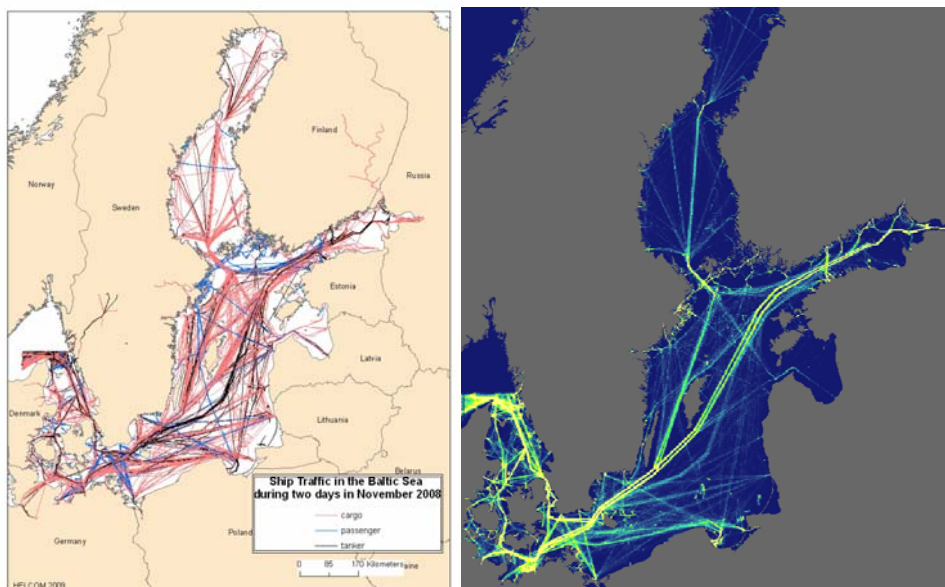 Finland
Norway
Russia
Sweden
Estonia
Latvia
Denmark
Lithuania
Belarus
Ship Traffic in the Baltic Sea
during two days in November 2008
cargo
passenger
tanker
Poland
Germany
0 85 170 Kilometers
aine
HELCOM 2009